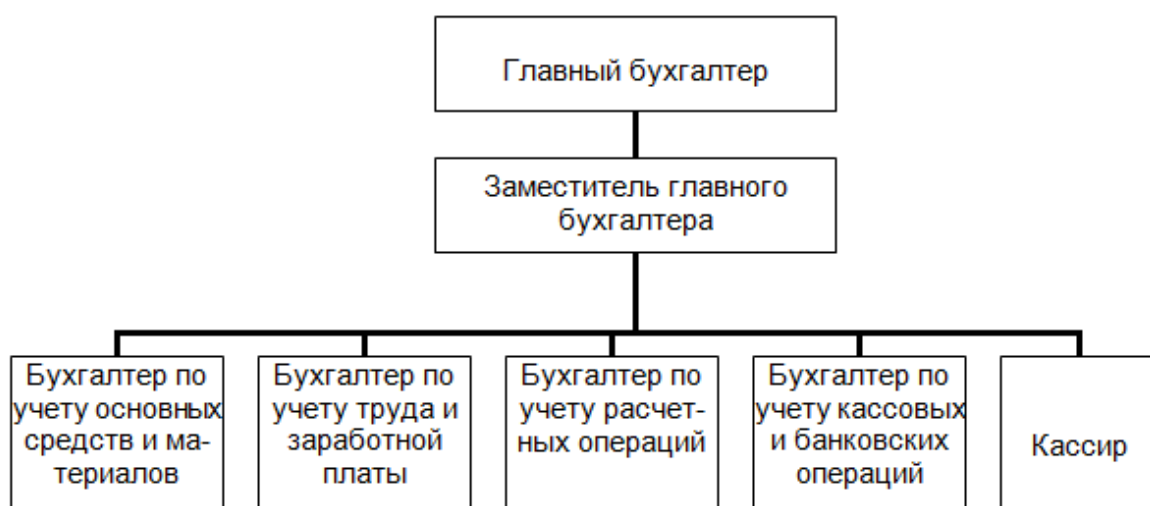 Главный бухгалтер
Заместитель главного
бухгалтера
Бухгалтер по
учету основных
средств и ма-
териалов
Бухгалтер по
учету труда и
заработной
платы
Бухгалтер по
учету расчет-
ных операций
Бухгалтер по
учету кассовых
и банковских
операций
Кассир